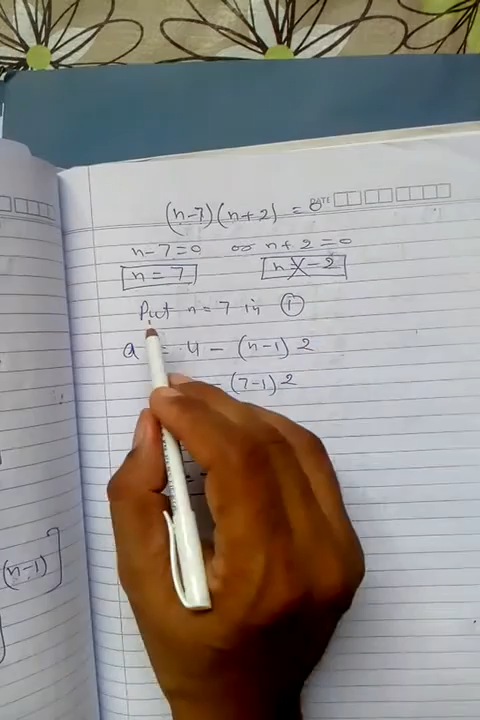 DATE
(n-7)(n+2) = 0
n-7=0 or n+2=0
n = 7 n = -2
Put n = 7 in ①
a = 4 - (n-1) 2
- (7-1) 2
(n-1)